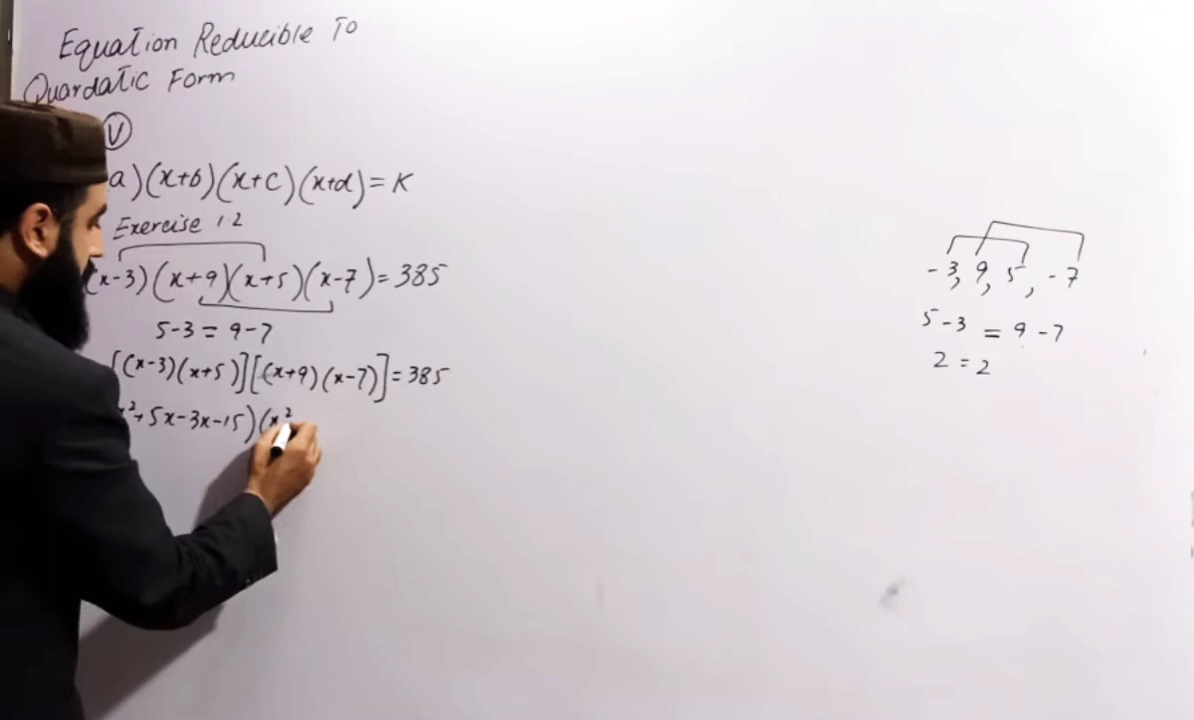 Equation Reducible To
Quardatic Form
V
a)(x+b)(x+c)(x+d)=K
Exercise 1.2
(x-3)(x+9)(x+5)(x-7)=385
5-3=9-7
[(x-3)(x+5)][(x+9)(x-7)]=385
x²+5x-3x-15)(x²
-3, 9, 5, -7
5-3 = 9-7
2=2